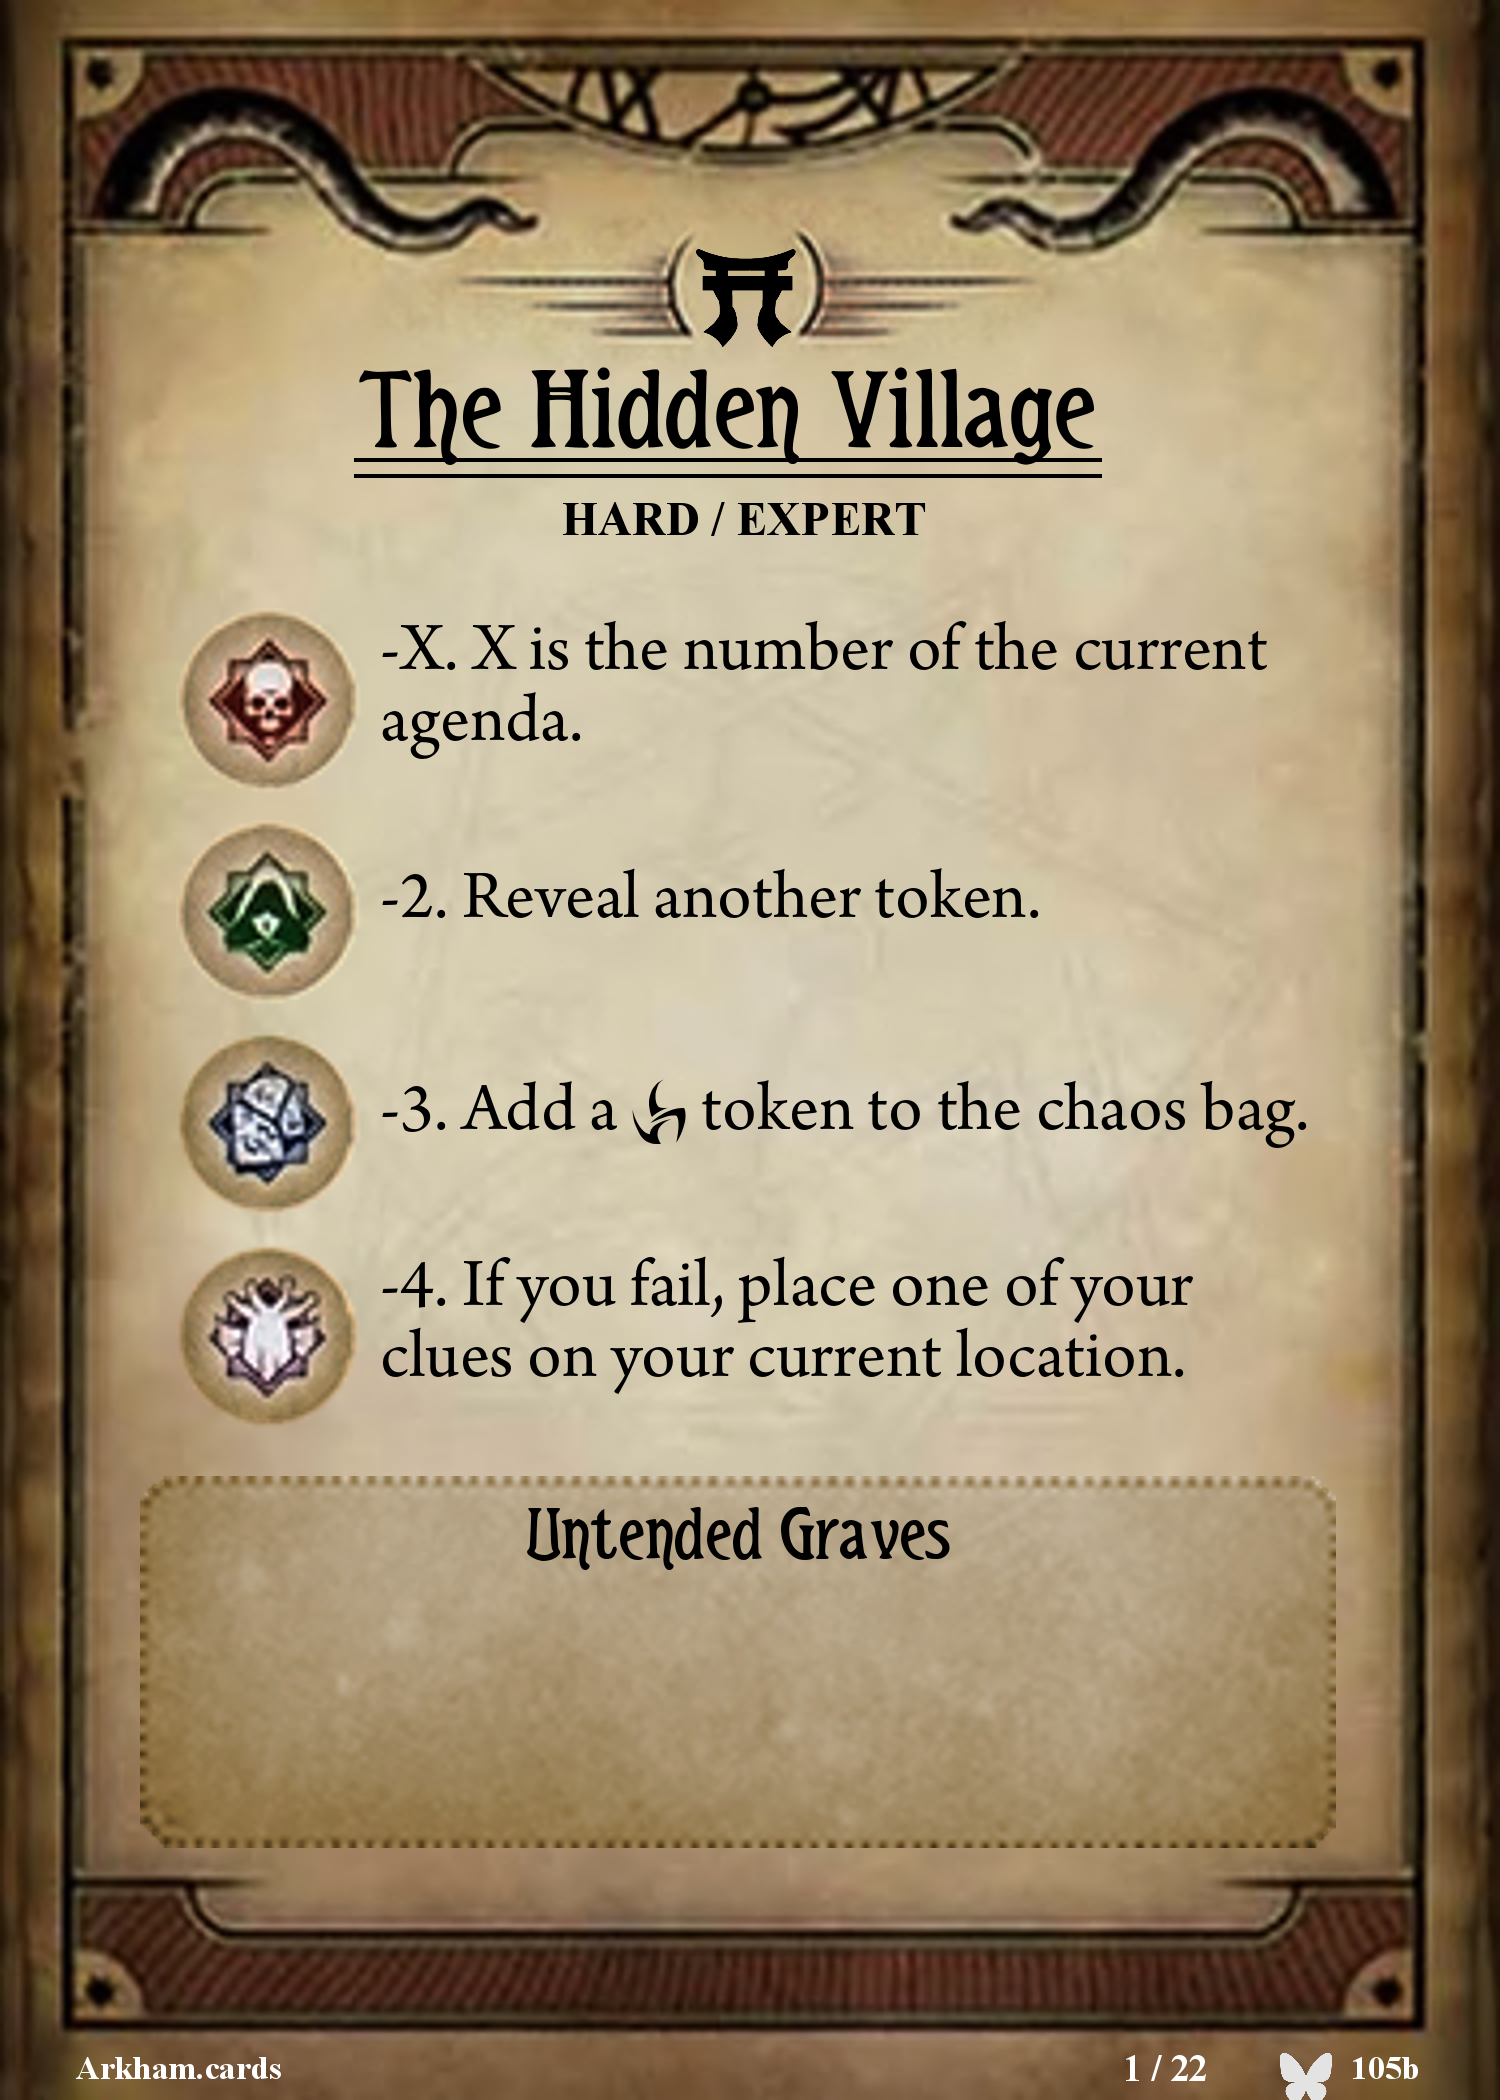 The Hidden Village
HARD / EXPERT
-X. X is the number of the current
agenda.
-2. Reveal another token.
-3. Add a token to the chaos bag.
-4. If you fail, place one of your
clues on your current location.
Untended Graves
Arkham.cards
1 / 22
105b